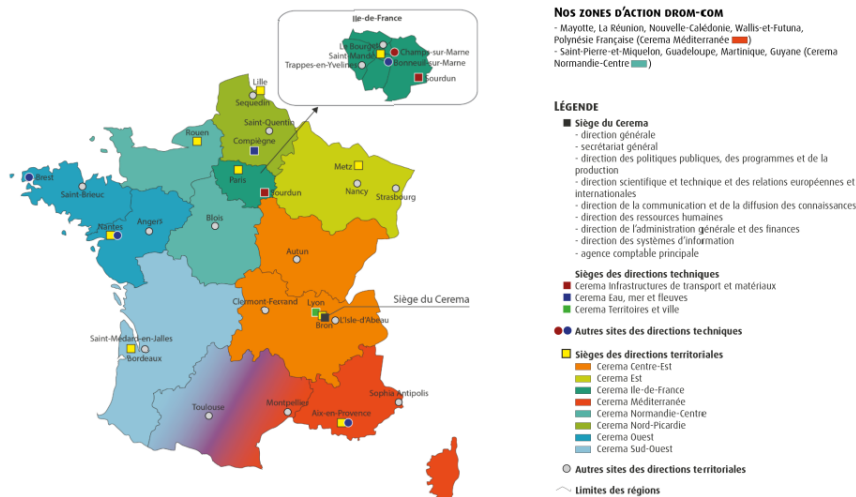 Ile-de-France
Le Bourget
Saint-Mandé
Champs-sur-Marne
Trappes-en-Yvelines
Bonneuil-sur-Marne
Sourdun
Lille
Sequedin
Saint-Quentin
Rouen
Compiègne
Metz
Brest
Paris
Saint-Brieuc
Sourdun
Nancy
Strasbourg
Nantes
Angers
Blois
Autun
Clermont-Ferrand
Lyon
Siège du Cerema
Bron
L'Isle-d'Abeau
Saint-Médard-en-Jalles
Bordeaux
Toulouse
Montpellier
Sophia Antipolis
Aix-en-Provence
NOS ZONES D'ACTION DROM-COM
- Mayotte, La Réunion, Nouvelle-Calédonie, Wallis-et-Futuna,
Polynésie Française (Cerema Méditerranée )
- Saint-Pierre-et-Miquelon, Guadeloupe, Martinique, Guyane (Cerema
Normandie-Centre )
LÉGENDE
Siège du Cerema
- direction générale
- secrétariat général
- direction des politiques publiques, des programmes et de la
production
- direction scientifique et technique et des relations européennes et
internationales
- direction de la communication et de la diffusion des connaissances
- direction des ressources humaines
- direction de l'administration générale et des finances
- direction des systèmes d'information
- agence comptable principale
Sièges des directions techniques
Cerema Infrastructures de transport et matériaux
Cerema Eau, mer et fleuves
Cerema Territoires et ville
Autres sites des directions techniques
Sièges des directions territoriales
Cerema Centre-Est
Cerema Est
Cerema Ile-de-France
Cerema Méditerranée
Cerema Normandie-Centre
Cerema Nord-Picardie
Cerema Ouest
Cerema Sud-Ouest
Autres sites des directions territoriales
Limites des régions